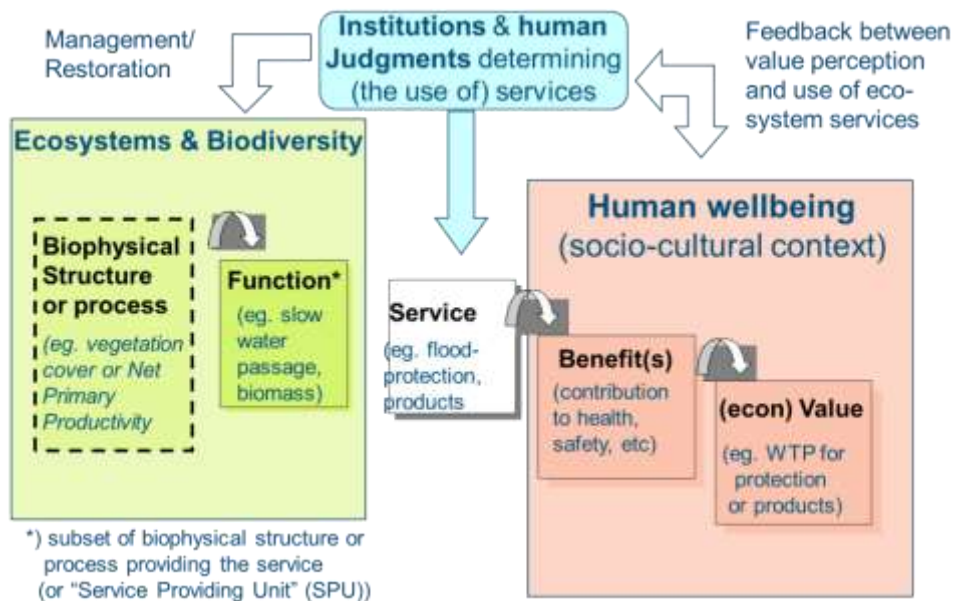 Management/
Restoration
Institutions & human
Judgments determining
(the use of) services
Feedback between
value perception
and use of eco-
system services
Ecosystems & Biodiversity
Biophysical
Structure
or process
(eg. vegetation
cover or Net
Primary
Productivity
Function*
(eg. slow
water
passage,
biomass)
Service
(eg. flood-
protection,
products
Human wellbeing
(socio-cultural context)
Benefit(s)
(contribution
to health,
safety, etc)
(econ) Value
(eg. WTP for
protection
or products)
*) subset of biophysical structure or
process providing the service
(or “Service Providing Unit” (SPU))